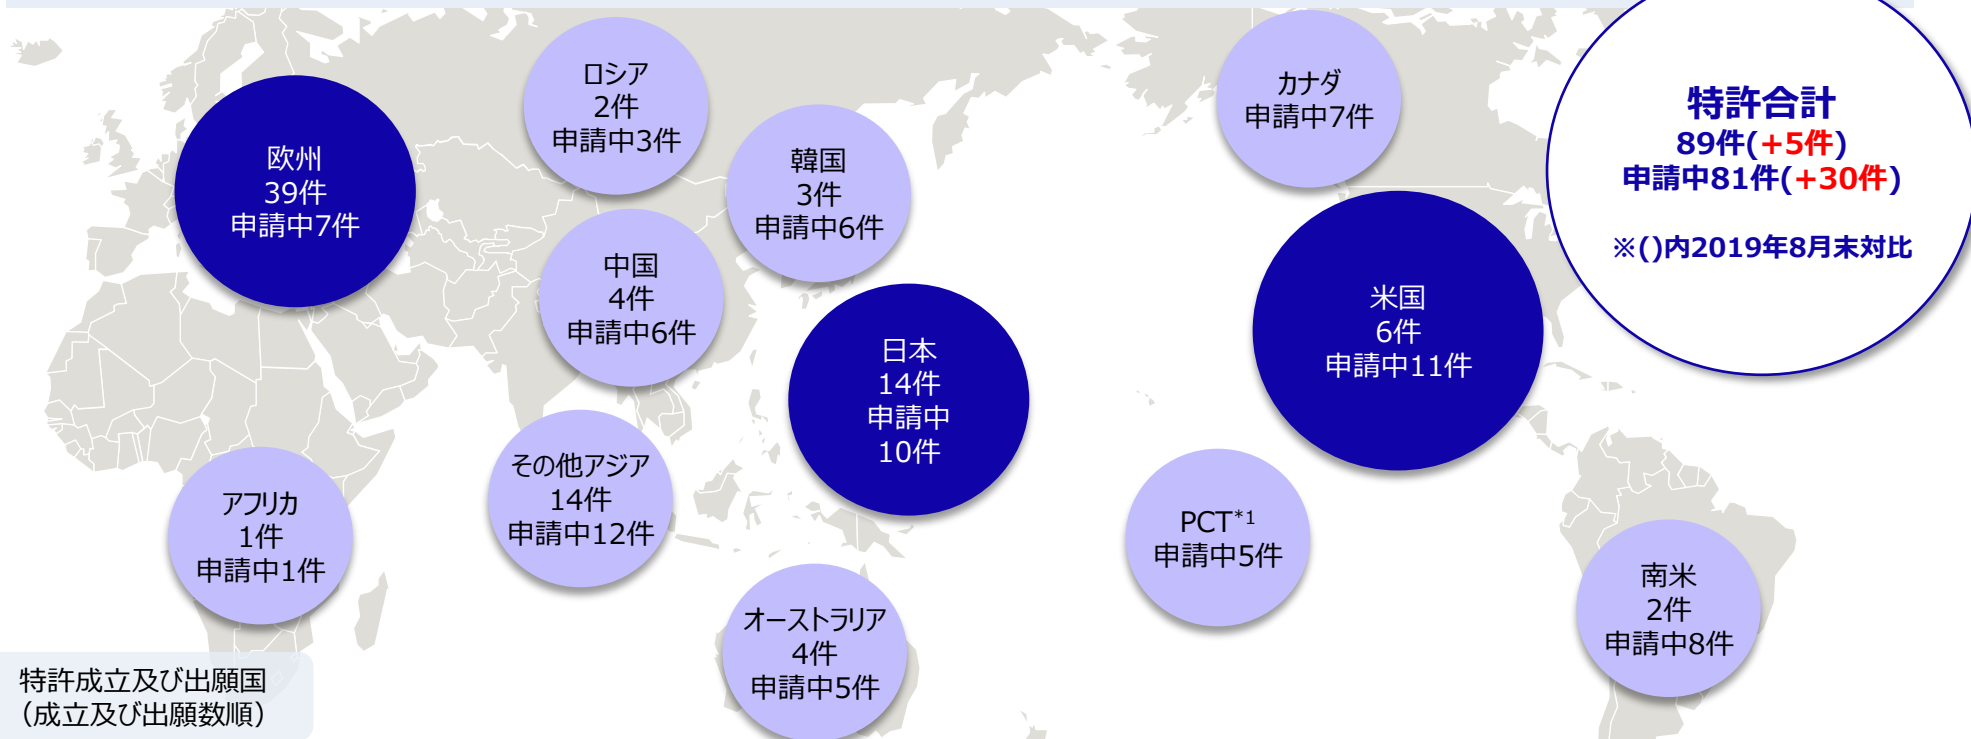 ロシア
2件
申請中3件
カナダ
申請中7件
特許合計
89件(+5件)
申請中81件(+30件)
※()内2019年8月末対比
欧州
39件
申請中7件
韓国
3件
申請中6件
中国
4件
申請中6件
日本
14件
申請中
10件
米国
6件
申請中11件
その他アジア
14件
申請中12件
アフリカ
1件
申請中1件
PCT*1
申請中5件
オーストラリア
4件
申請中5件
南米
2件
申請中8件
特許成立及び出願国
（成立及び出願数順）